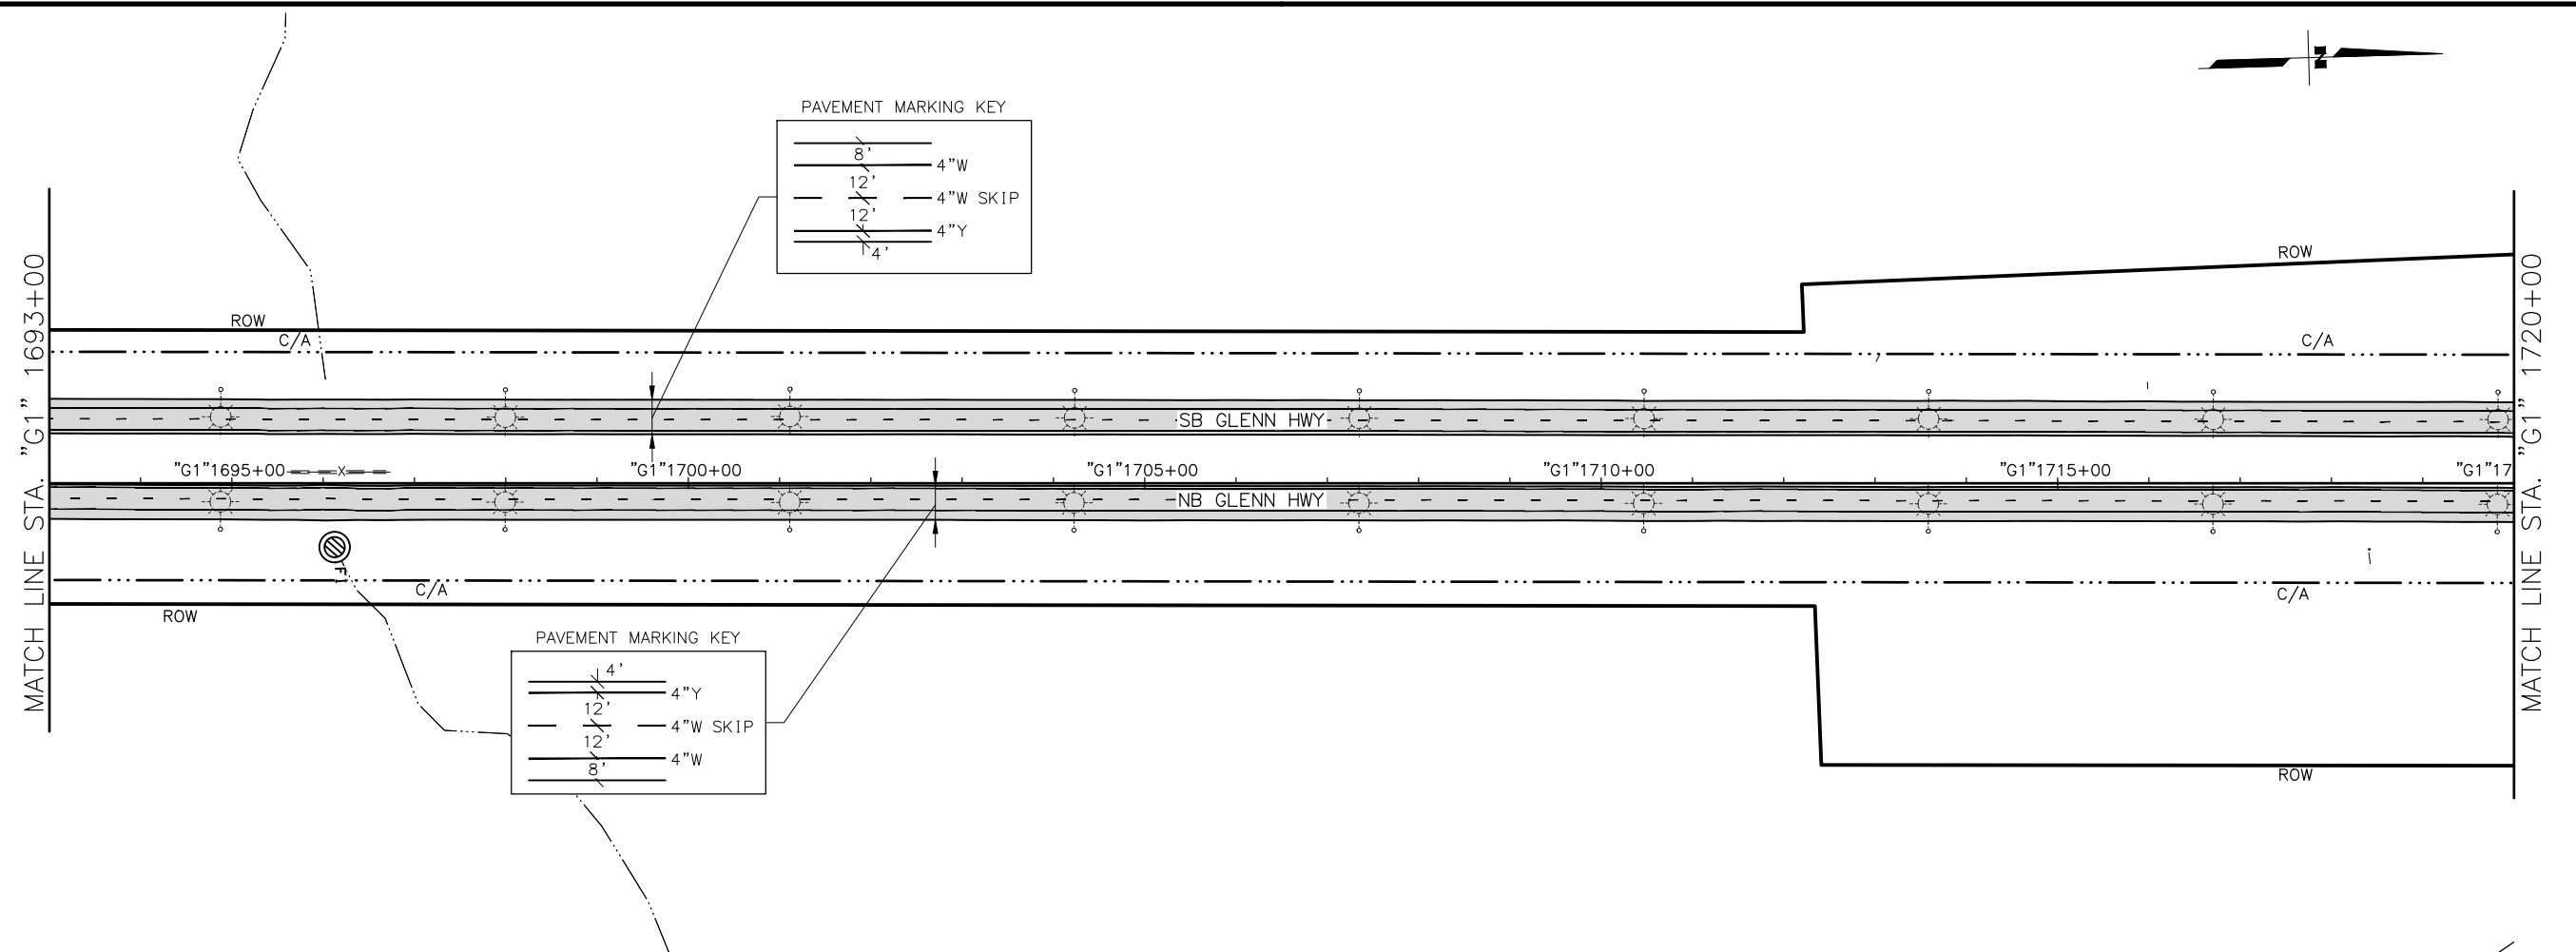 N
PAVEMENT MARKING KEY
8'
4"W
12'
4"W SKIP
12'
4"Y
4'
ROW
ROW
C/A
C/A
MATCH LINE STA. "G1" 1693+00
MATCH LINE STA. "G1" 1720+00
SB GLENN HWY
"G1"1695+00
X
"G1"1700+00
"G1"1705+00
"G1"1710+00
"G1"1715+00
"G1"17
NB GLENN HWY
F
C/A
C/A
ROW
PAVEMENT MARKING KEY
4'
4"Y
12'
4"W SKIP
12'
4"W
8'
ROW